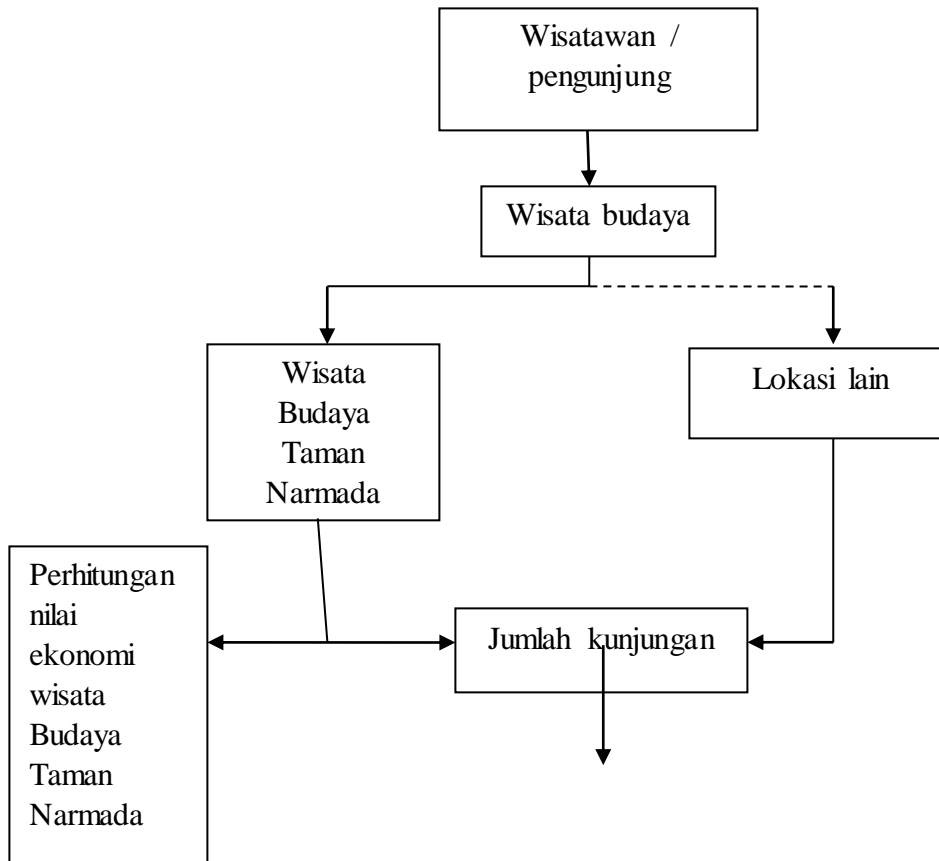 Wisatawan /
pengunjung
Wisata budaya
Wisata
Budaya
Taman
Narmada
Lokasi lain
Perhitungan
nilai
ekonomi
wisata
Budaya
Taman
Narmada
Jumlah kunjungan